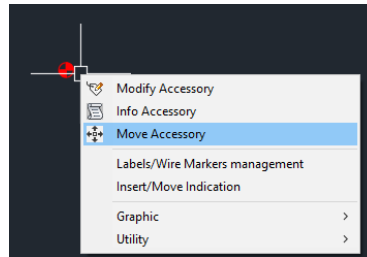 Modify Accessory
Info Accessory
Move Accessory
Labels/Wire Markers management
Insert/Move Indication
Graphic
Utility